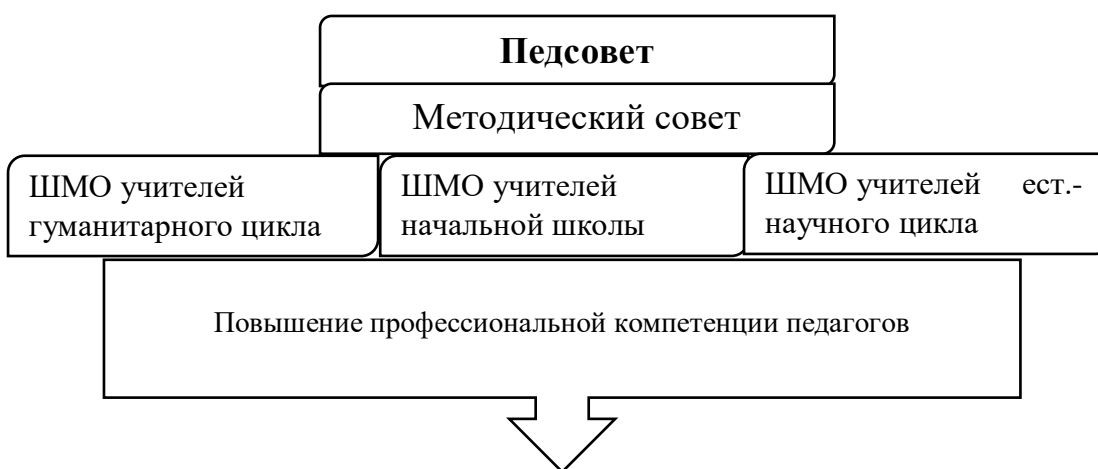 Педсовет
Методический совет
ШМО учителей
гуманитарного цикла
ШМО учителей
начальной школы
ШМО учителей ест.-
научного цикла
Повышение профессиональной компетенции педагогов